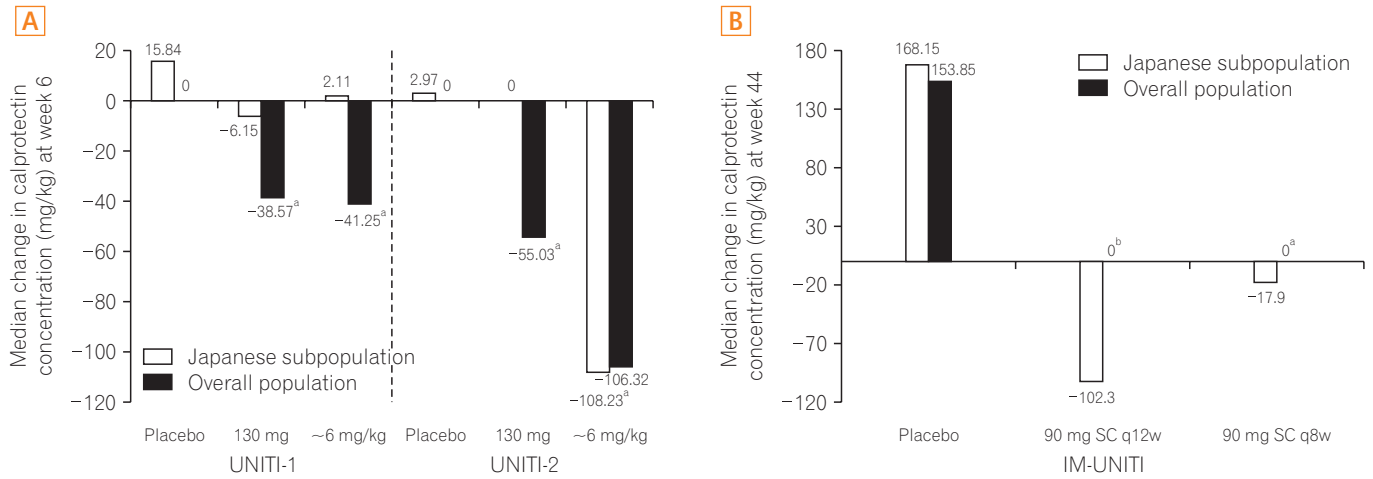 A
Median change in calprotectin
concentration (mg/kg) at week 6
20
0
−20
−40
−60
−80
−100
−120
15.84
0
−6.15
−38.57a
2.11
−41.25a
2.97
0
0
−55.03a
−106.32
−108.23a
Japanese subpopulation
Overall population
Placebo 130 mg ~6 mg/kg Placebo 130 mg ~6 mg/kg
UNITI-1 UNITI-2
B
Median change in calprotectin
concentration (mg/kg) at week 44
180
130
80
30
−20
−70
−120
168.15
153.85
0b
−102.3
0a
−17.9
Japanese subpopulation
Overall population
Placebo 90 mg SC q12w 90 mg SC q8w
IM-UNITI